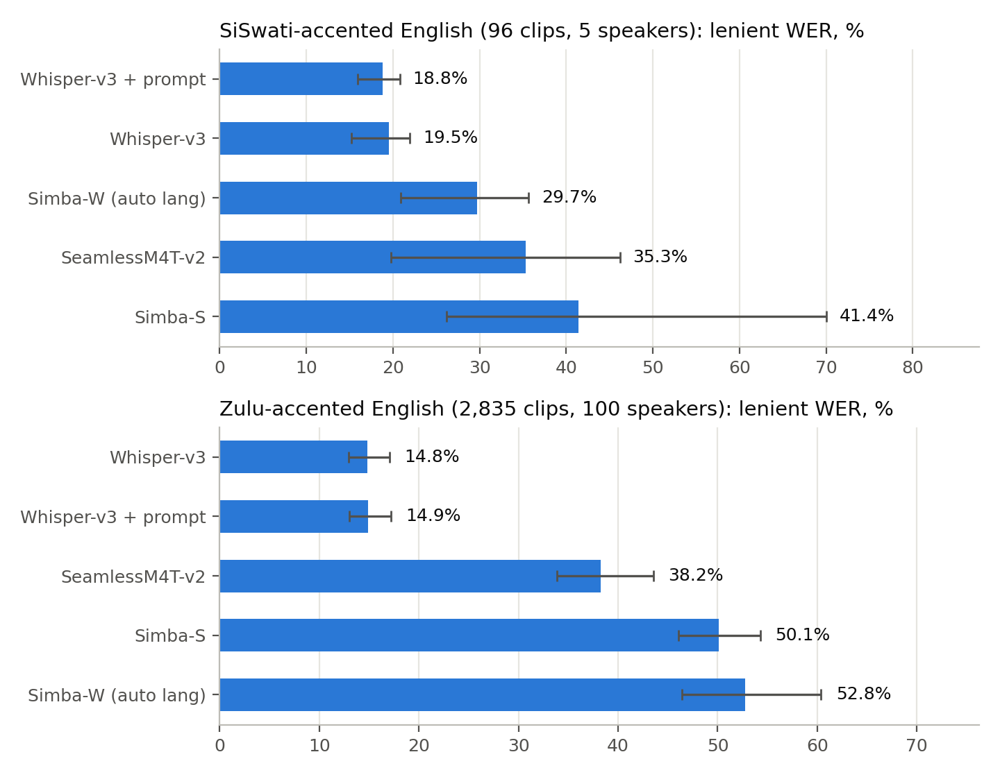 SiSwati-accented English (96 clips, 5 speakers): lenient WER, %
Whisper-v3 + prompt 18.8%
Whisper-v3 19.5%
Simba-W (auto lang) 29.7%
SeamlessM4T-v2 35.3%
Simba-S 41.4%
0 10 20 30 40 50 60 70 80
Zulu-accented English (2,835 clips, 100 speakers): lenient WER, %
Whisper-v3 14.8%
Whisper-v3 + prompt 14.9%
SeamlessM4T-v2 38.2%
Simba-S 50.1%
Simba-W (auto lang) 52.8%
0 10 20 30 40 50 60 70